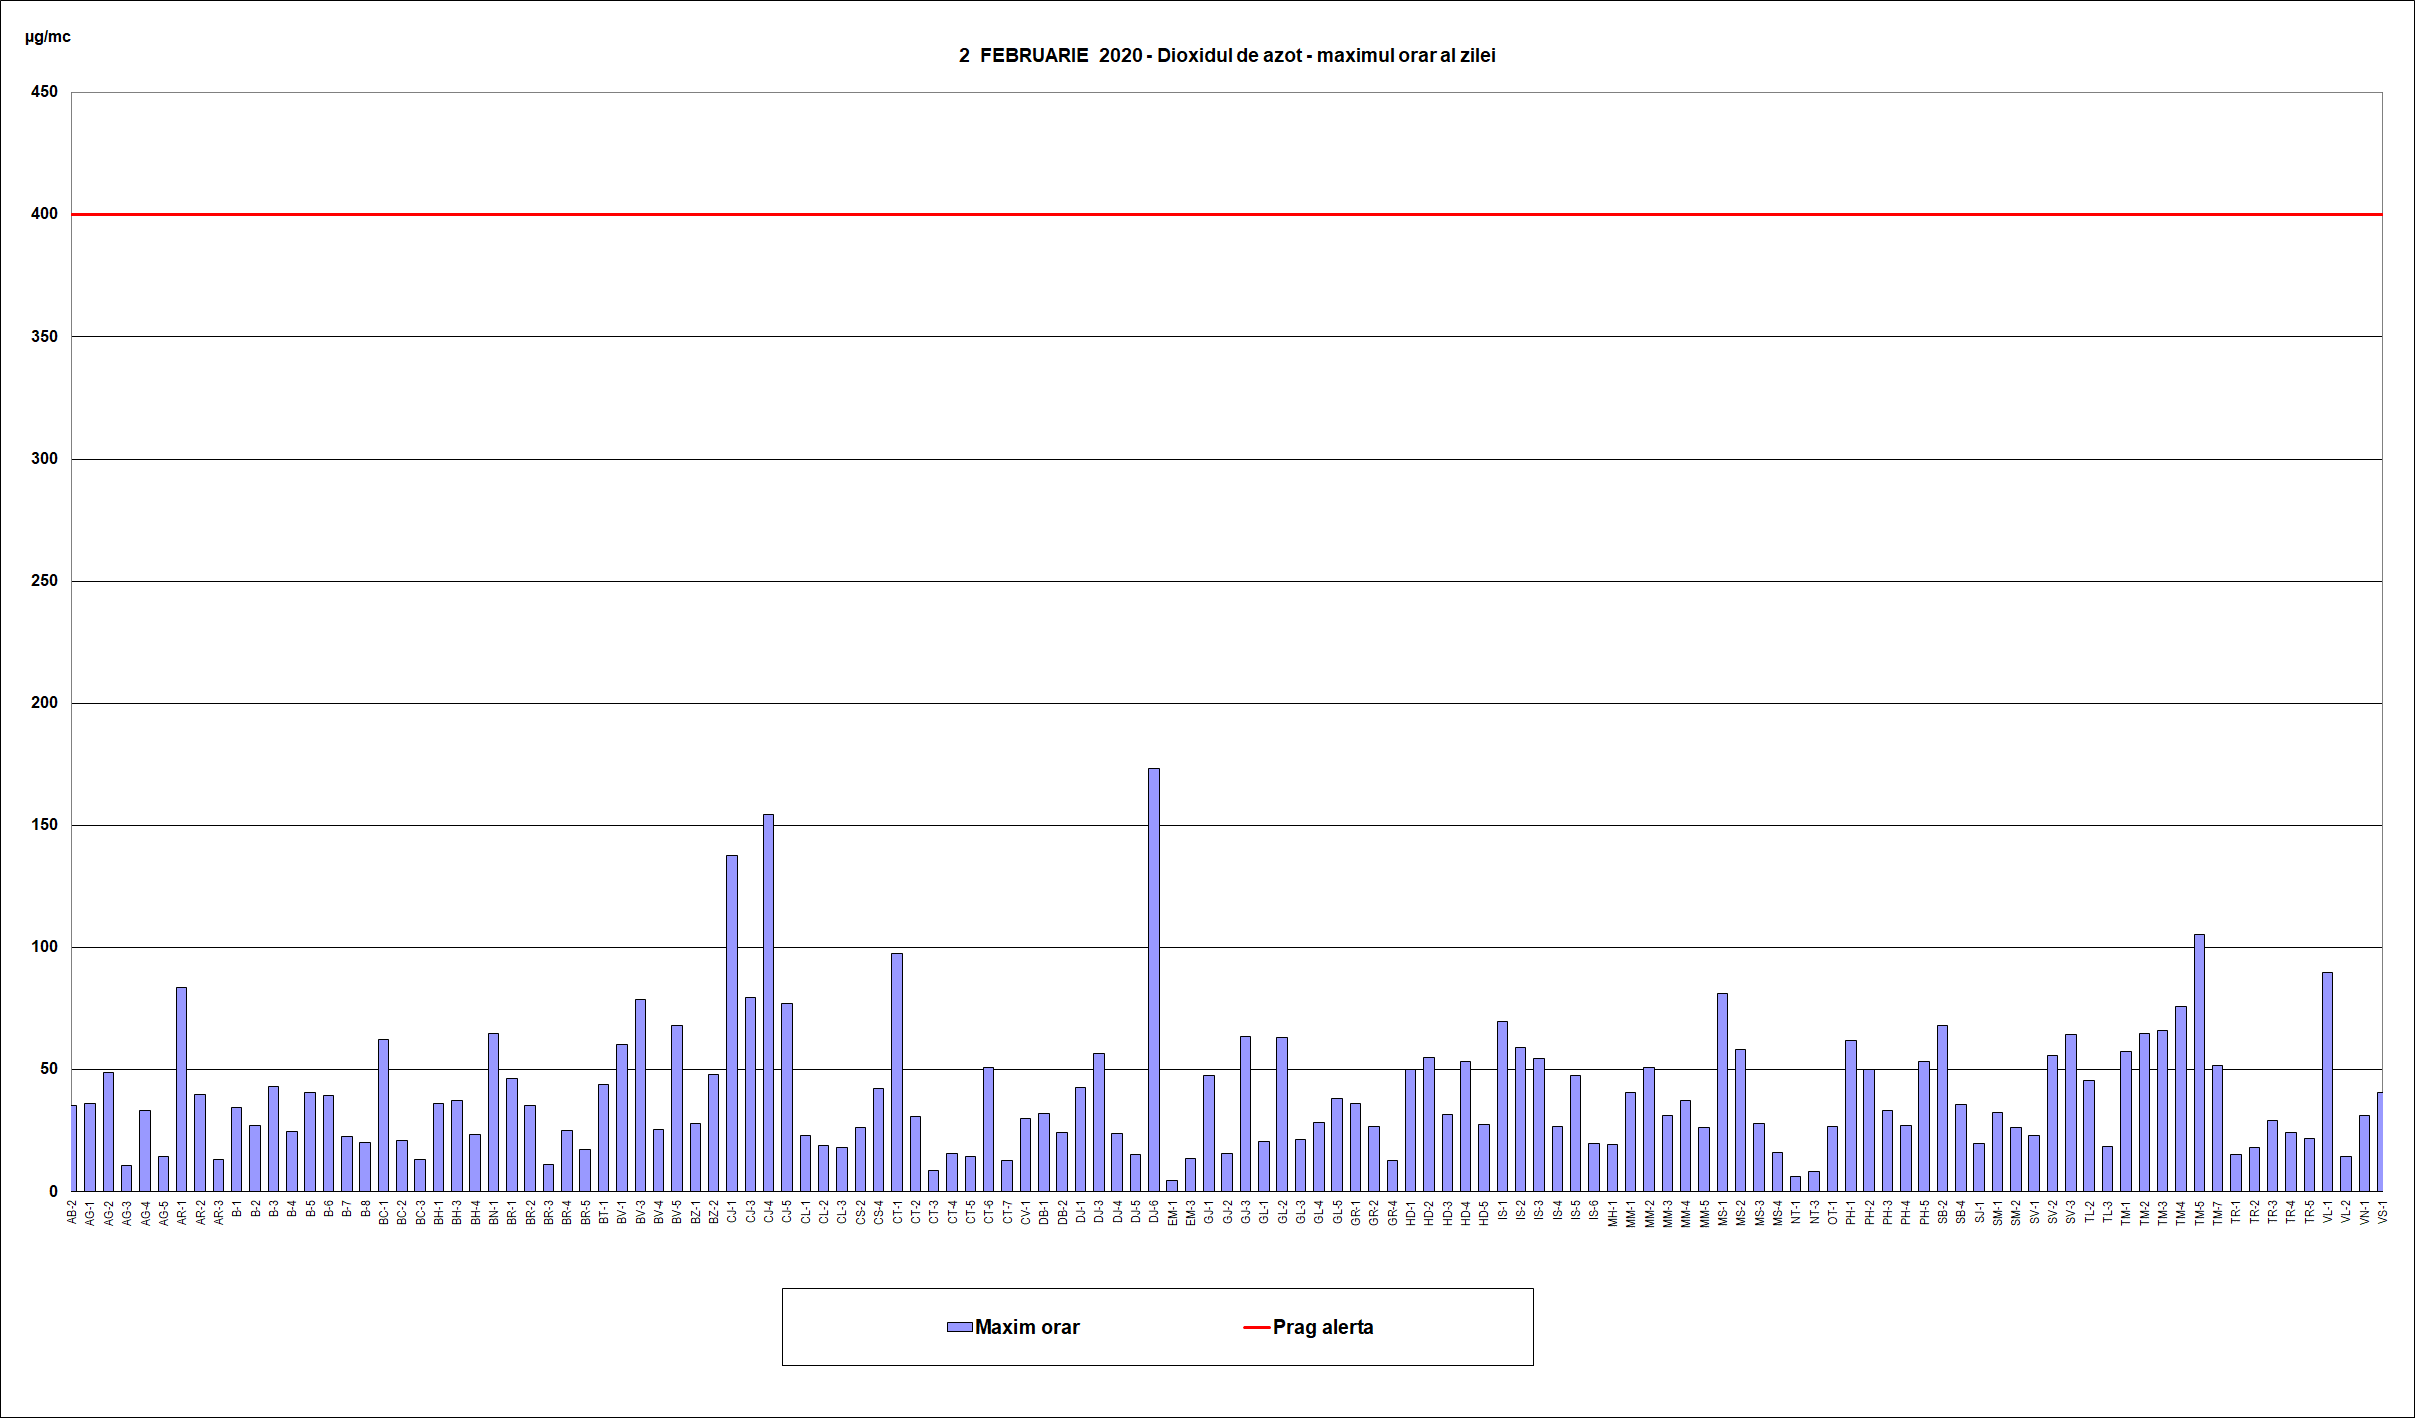 µg/mc
2 FEBRUARIE 2020 - Dioxidul de azot - maximul orar al zilei
450
400
350
300
250
200
150
100
50
0
AB-2 AG-1 AG-2 AG-3 AG-4 AG-5 AR-1 AR-2 AR-3 B-1 B-2 B-3 B-4 B-5 B-6 B-7 B-8 BC-1 BC-2 BC-3 BH-1 BH-3 BH-4 BN-1 BR-1 BR-2 BR-3 BR-4 BR-5 BT-1 BV-1 BV-3 BV-4 BV-5 BZ-1 BZ-2 CJ-1 CJ-3 CJ-4 CJ-5 CL-1 CL-2 CL-3 CS-2 CS-4 CT-1 CT-2 CT-3 CT-4 CT-5 CT-6 CT-7 CV-1 DB-1 DB-2 DJ-1 DJ-3 DJ-4 DJ-5 DJ-6 EM-1 EM-3 GJ-1 GJ-2 GJ-3 GL-1 GL-2 GL-3 GL-4 GL-5 GR-1 GR-2 GR-4 HD-1 HD-2 HD-3 HD-4 HD-5 IS-1 IS-2 IS-3 IS-4 IS-5 IS-6 MH-1 MM-1 MM-2 MM-3 MM-4 MM-5 MS-1 MS-2 MS-3 MS-4 NT-1 NT-3 OT-1 PH-1 PH-2 PH-3 PH-4 PH-5 SB-2 SB-4 SJ-1 SM-1 SM-2 SV-1 SV-2 SV-3 TL-2 TL-3 TM-1 TM-2 TM-3 TM-4 TM-5 TM-7 TR-1 TR-2 TR-3 TR-4 TR-5 VL-1 VL-2 VN-1 VS-1
Maxim orar Prag alerta